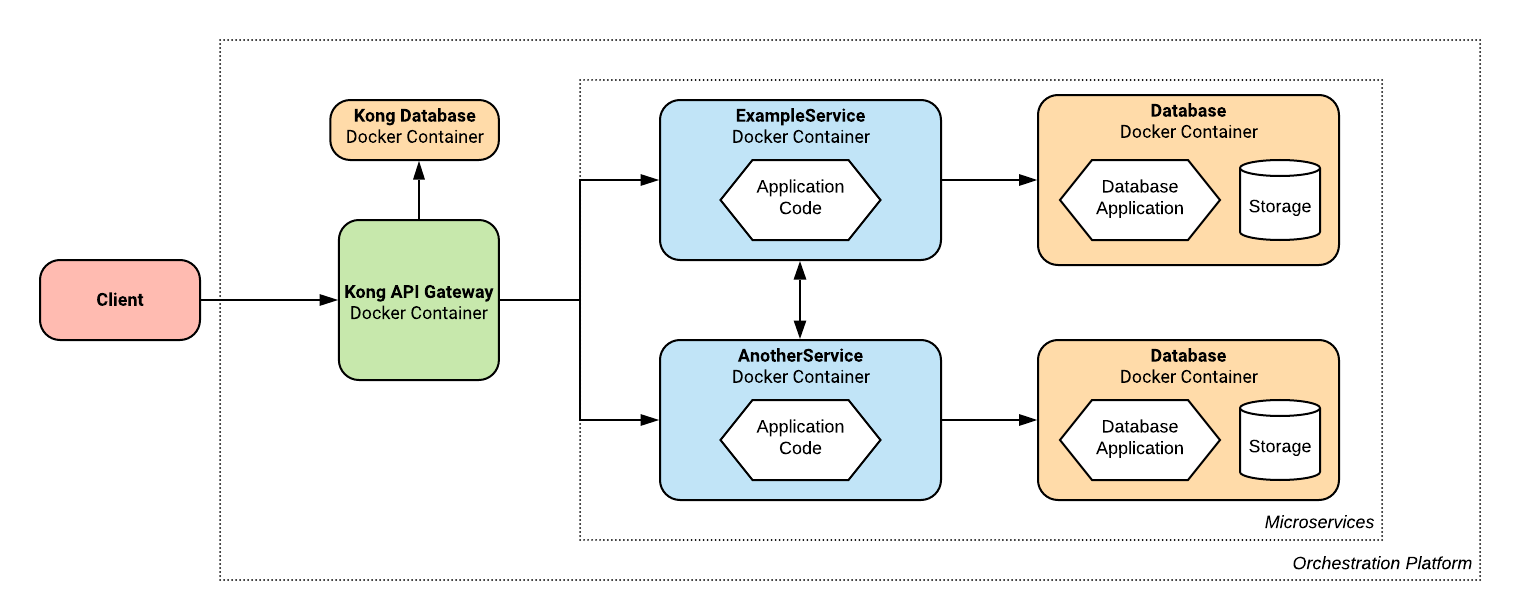 Kong Database
Docker Container
Client
Kong API Gateway
Docker Container
ExampleService
Docker Container
Application
Code
Database
Docker Container
Database
Application
Storage
AnotherService
Docker Container
Application
Code
Database
Docker Container
Database
Application
Storage
Microservices
Orchestration Platform